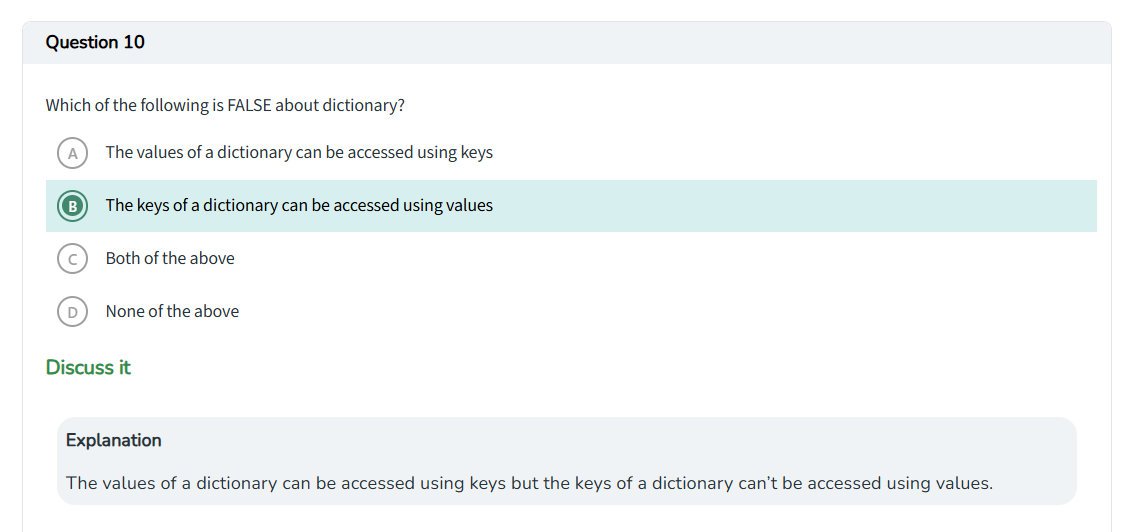 Question 10
Which of the following is FALSE about dictionary?
A The values of a dictionary can be accessed using keys
B The keys of a dictionary can be accessed using values
C Both of the above
D None of the above
Discuss it
Explanation
The values of a dictionary can be accessed using keys but the keys of a dictionary can't be accessed using values.